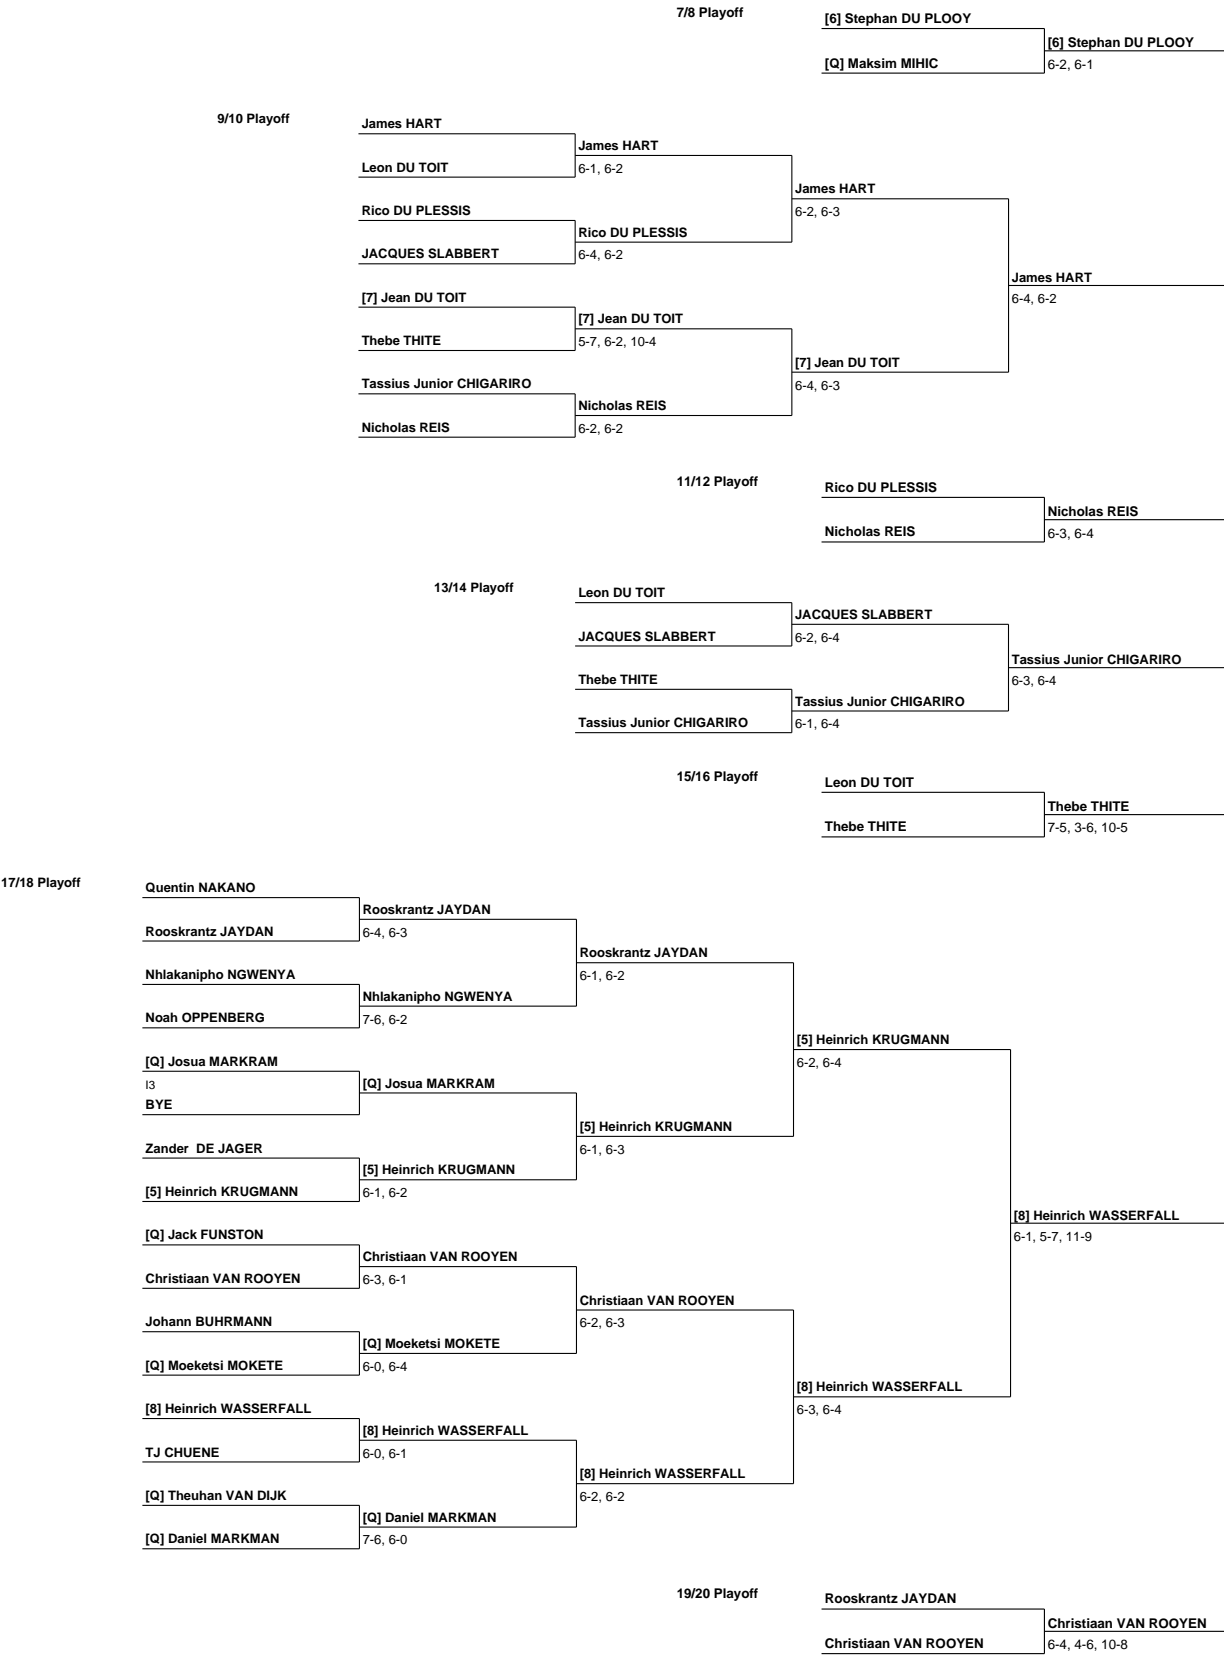 7/8 Playoff
[6] Stephan DU PLOOY
[6] Stephan DU PLOOY
[Q] Maksim MIHIC
6-2, 6-1
9/10 Playoff
James HART
James HART
Leon DU TOIT
6-1, 6-2
James HART
Rico DU PLESSIS
6-2, 6-3
Rico DU PLESSIS
JACQUES SLABBERT
6-4, 6-2
James HART
[7] Jean DU TOIT
6-4, 6-2
[7] Jean DU TOIT
Thebe THITE
5-7, 6-2, 10-4
[7] Jean DU TOIT
Tassius Junior CHIGARIRO
6-4, 6-3
Nicholas REIS
Nicholas REIS
6-2, 6-2
11/12 Playoff
Rico DU PLESSIS
Nicholas REIS
Nicholas REIS
6-3, 6-4
13/14 Playoff
Leon DU TOIT
JACQUES SLABBERT
JACQUES SLABBERT
6-2, 6-4
Tassius Junior CHIGARIRO
Thebe THITE
6-3, 6-4
Tassius Junior CHIGARIRO
Tassius Junior CHIGARIRO
6-1, 6-4
15/16 Playoff
Leon DU TOIT
Thebe THITE
Thebe THITE
7-5, 3-6, 10-5
17/18 Playoff
Quentin NAKANO
Rooskrantz JAYDAN
Rooskrantz JAYDAN
6-4, 6-3
Rooskrantz JAYDAN
Nhlakanipho NGWENYA
6-1, 6-2
Nhlakanipho NGWENYA
Noah OPPENBERG
7-6, 6-2
[5] Heinrich KRUGMANN
[Q] Josua MARKRAM
6-2, 6-4
I3
[Q] Josua MARKRAM
BYE
[5] Heinrich KRUGMANN
Zander  DE JAGER
6-1, 6-3
[5] Heinrich KRUGMANN
[5] Heinrich KRUGMANN
6-1, 6-2
[8] Heinrich WASSERFALL
[Q] Jack FUNSTON
6-1, 5-7, 11-9
Christiaan VAN ROOYEN
Christiaan VAN ROOYEN
6-3, 6-1
Christiaan VAN ROOYEN
Johann BUHRMANN
6-2, 6-3
[Q] Moeketsi MOKETE
[Q] Moeketsi MOKETE
6-0, 6-4
[8] Heinrich WASSERFALL
[8] Heinrich WASSERFALL
6-3, 6-4
[8] Heinrich WASSERFALL
TJ CHUENE
6-0, 6-1
[8] Heinrich WASSERFALL
[Q] Theuhan VAN DIJK
6-2, 6-2
[Q] Daniel MARKMAN
[Q] Daniel MARKMAN
7-6, 6-0
19/20 Playoff
Rooskrantz JAYDAN
Christiaan VAN ROOYEN
Christiaan VAN ROOYEN
6-4, 4-6, 10-8